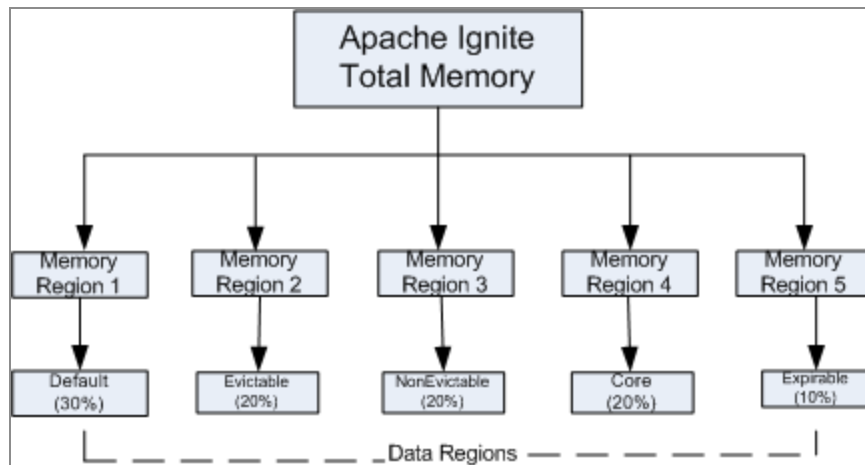 Apache Ignite
Total Memory
Memory
Region 1
Memory
Region 2
Memory
Region 3
Memory
Region 4
Memory
Region 5
Default
(30%)
Evictable
(20%)
NonEvictable
(20%)
Core
(20%)
Expirable
(10%)
Data Regions